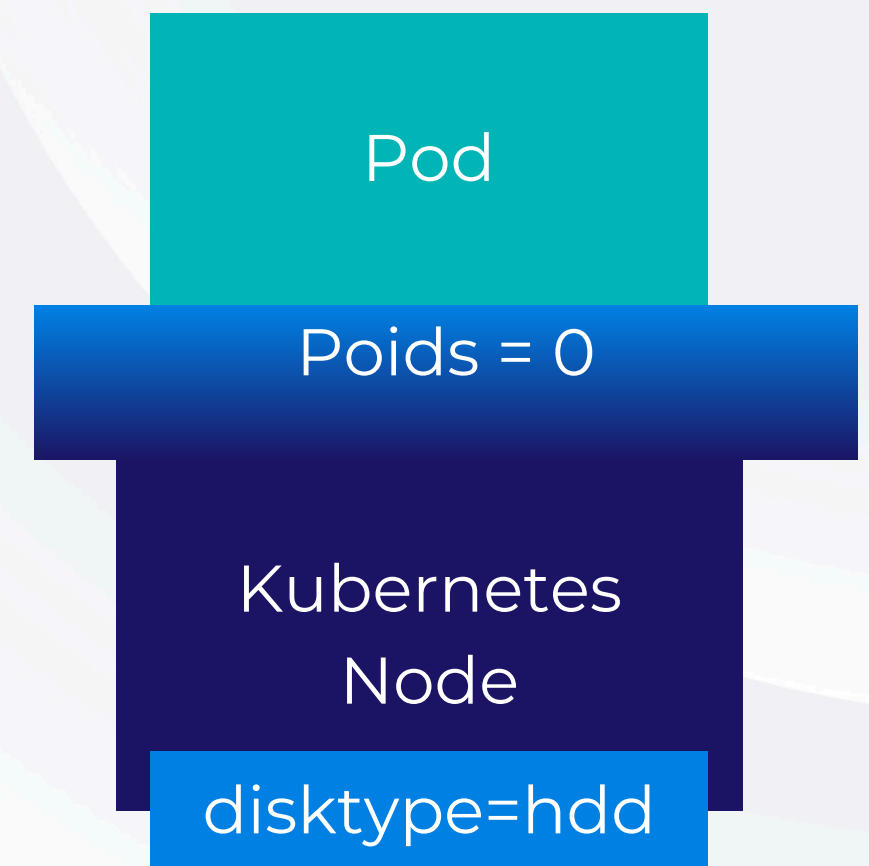 Pod
Poids = 0
Kubernetes
Node
disktype=hdd